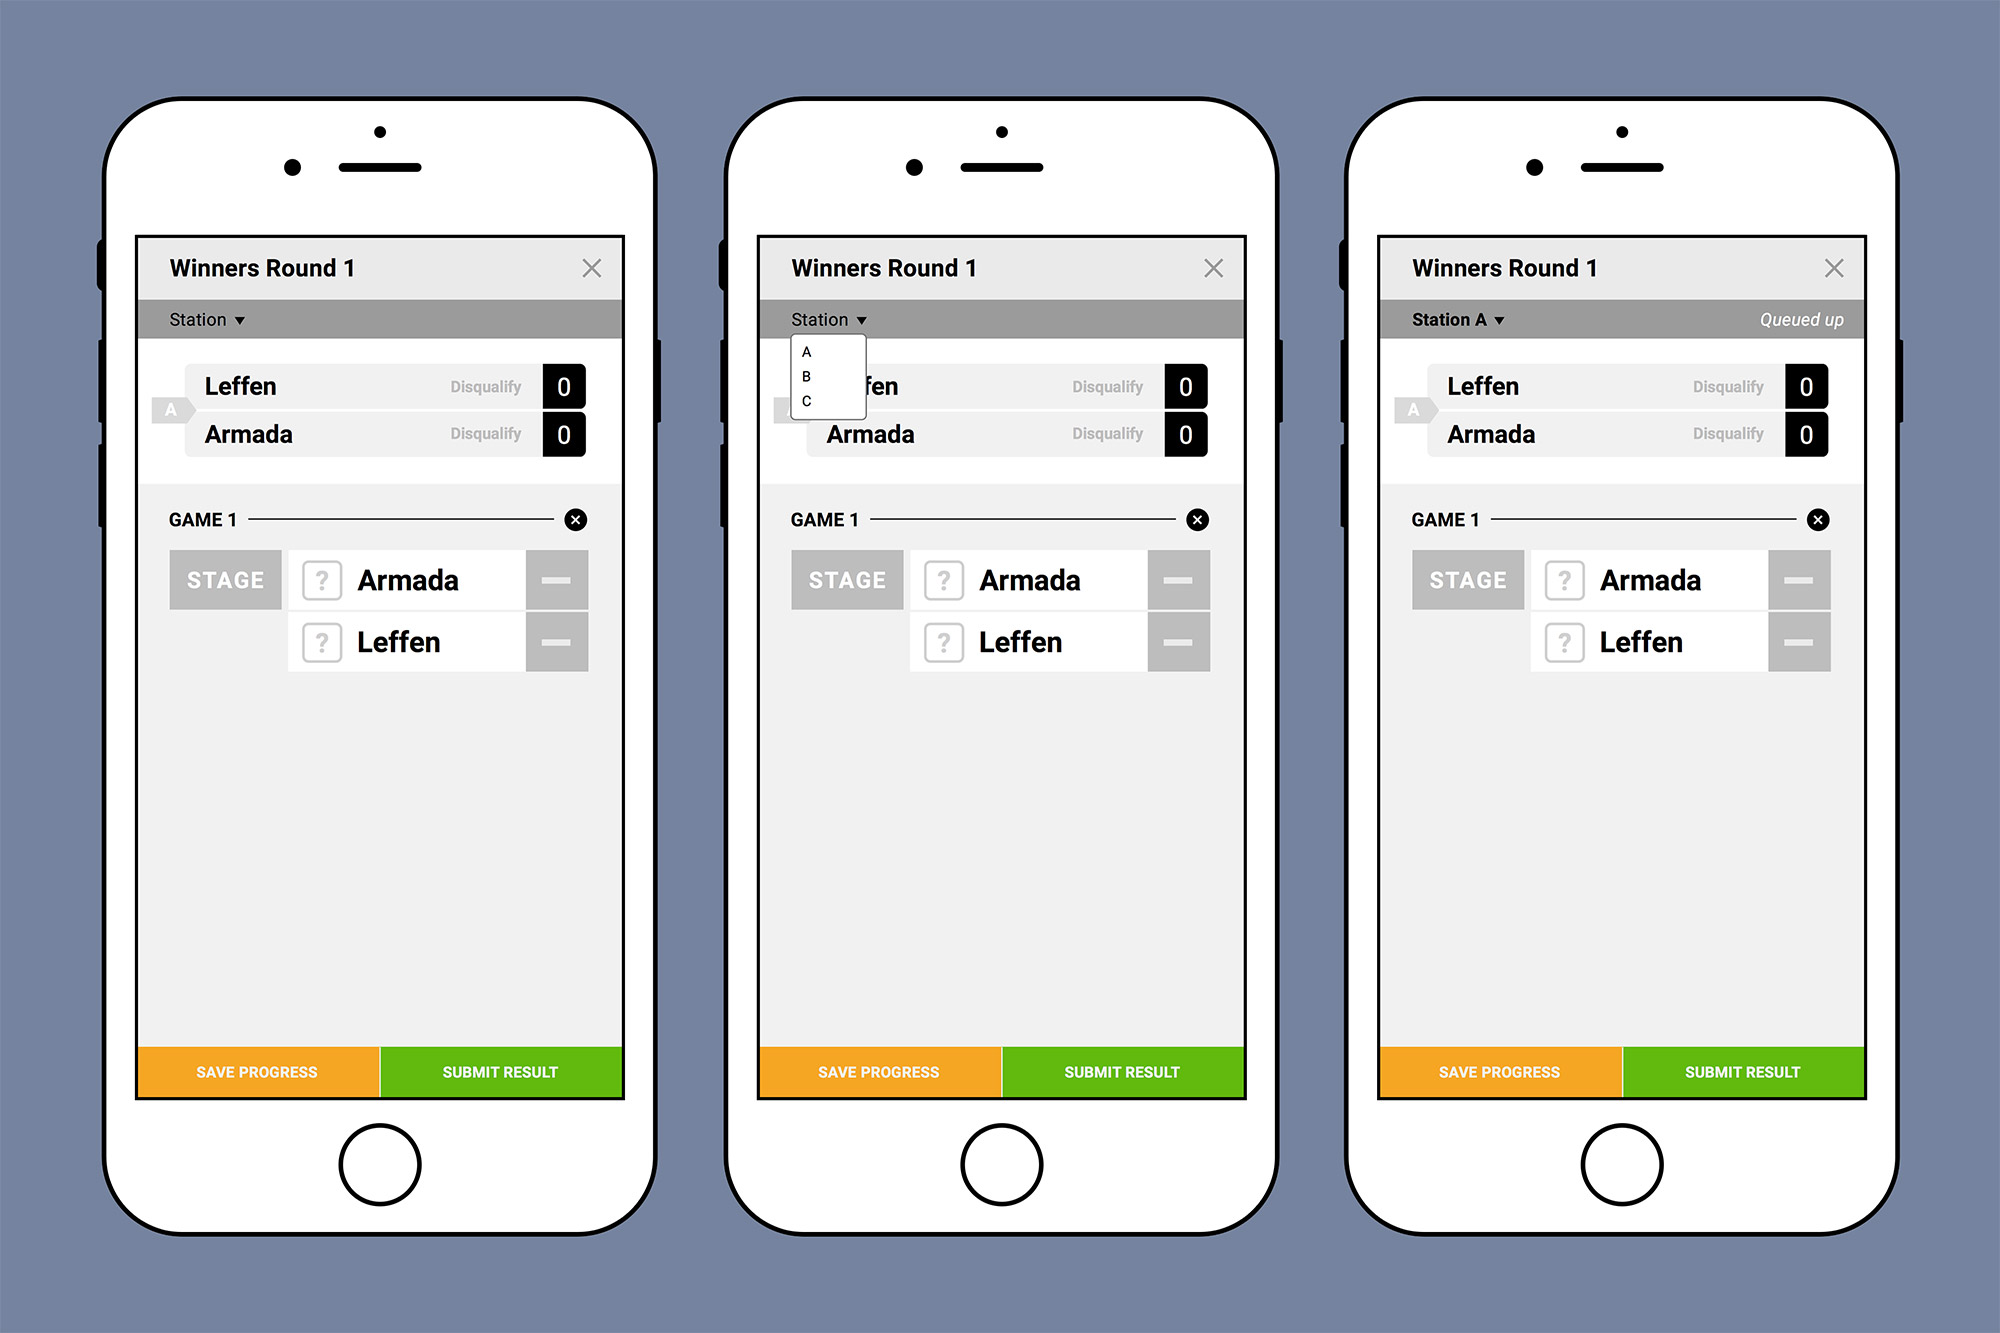 Winners Round 1
Station
Leffen Disqualify 0
A
Armada Disqualify 0
GAME 1
STAGE ? Armada
? Leffen
SAVE PROGRESS SUBMIT RESULT
Winners Round 1
Station
A
B
C
fen Disqualify 0
Armada Disqualify 0
GAME 1
STAGE ? Armada
? Leffen
SAVE PROGRESS SUBMIT RESULT
Winners Round 1
Station A Queued up
Leffen Disqualify 0
A
Armada Disqualify 0
GAME 1
STAGE ? Armada
? Leffen
SAVE PROGRESS SUBMIT RESULT